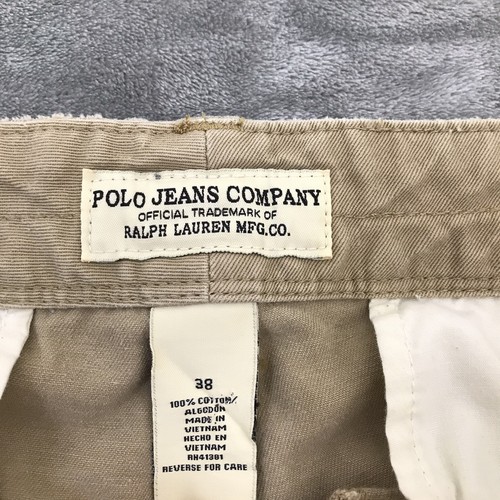 POLO JEANS COMPANY
OFFICIAL TRADEMARK OF
RALPH LAUREN MFG.CO.
38
100% COTTON/
ALGODON
MADE IN
VIETNAM
HECHO EN
VIETNAM
RH41381
REVERSE FOR CARE